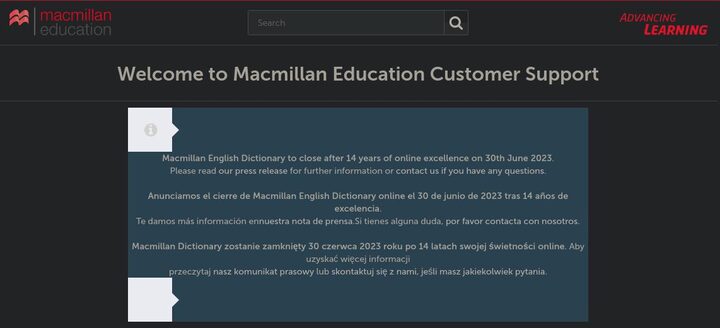 macmillan
education
Search
ADVANCING
LEARNING
Welcome to Macmillan Education Customer Support
Macmillan English Dictionary to close after 14 years of online excellence on 30th June 2023.
Please read our press release for further information or contact us if you have any questions.
Anunciamos el cierre de Macmillan English Dictionary online el 30 de junio de 2023 tras 14 años de
excelencia.
Te damos más información ennuestra nota de prensa.Si tienes alguna duda, por favor contacta con nosotros.
Macmillan Dictionary zostanie zamknięty 30 czerwca 2023 roku po 14 latach swojej świetności online. Aby
uzyskać więcej informacji
przeczytaj nasz komunikat prasowy lub skontaktuj się z nami, jeśli masz jakiekolwiek pytania.